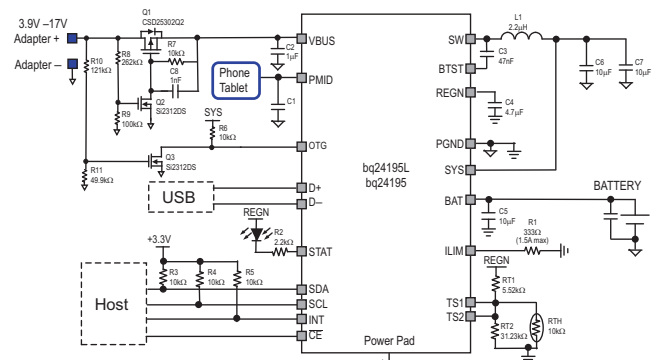 3.9V –17V
Adapter +
Adapter –
Q1
CSD25302Q2
R10
121kΩ
R8
262kΩ
R7
10kΩ
C8
1nF
Q2
Si2312DS
R9
100kΩ
R11
49.9kΩ
Q3
Si2312DS
SYS
R6
10kΩ
C2
1µF
Phone
Tablet
C1
USB
REGN
R2
2.2kΩ
+3.3V
R3
10kΩ
R4
10kΩ
R5
10kΩ
Host
VBUS
PMID
OTG
D+
D–
STAT
SDA
SCL
INT
CE
bq24195L
bq24195
Power Pad
SW
BTST
REGN
PGND
SYS
BAT
ILIM
TS1
TS2
L1
2.2µH
C3
47nF
C4
4.7µF
C6
10µF
C7
10µF
C5
10µF
BATTERY
R1
333Ω
(1.5A max)
REGN
RT1
5.52kΩ
RT2
31.23kΩ
RTH
10kΩ